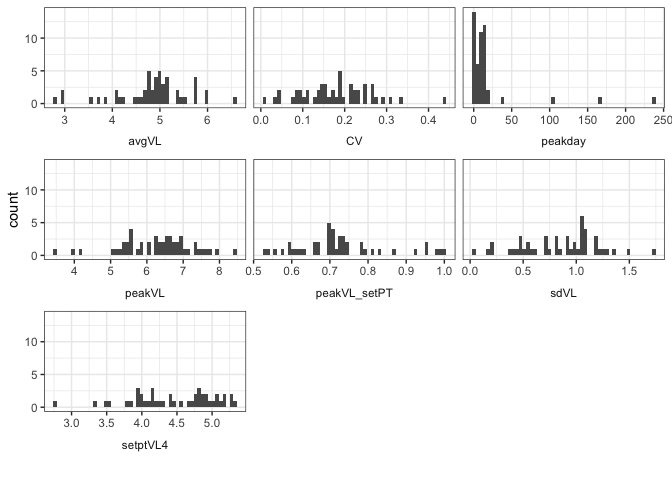 10
5
0
3 4 5 6
avgVL
0.0 0.1 0.2 0.3 0.4
CV
0 50 100 150 200 250
peakday
count
10
5
0
4 5 6 7 8
peakVL
0.5 0.6 0.7 0.8 0.9 1.0
peakVL_setPT
0.0 0.5 1.0 1.5
sdVL
10
5
0
3.0 3.5 4.0 4.5 5.0
setptVL4